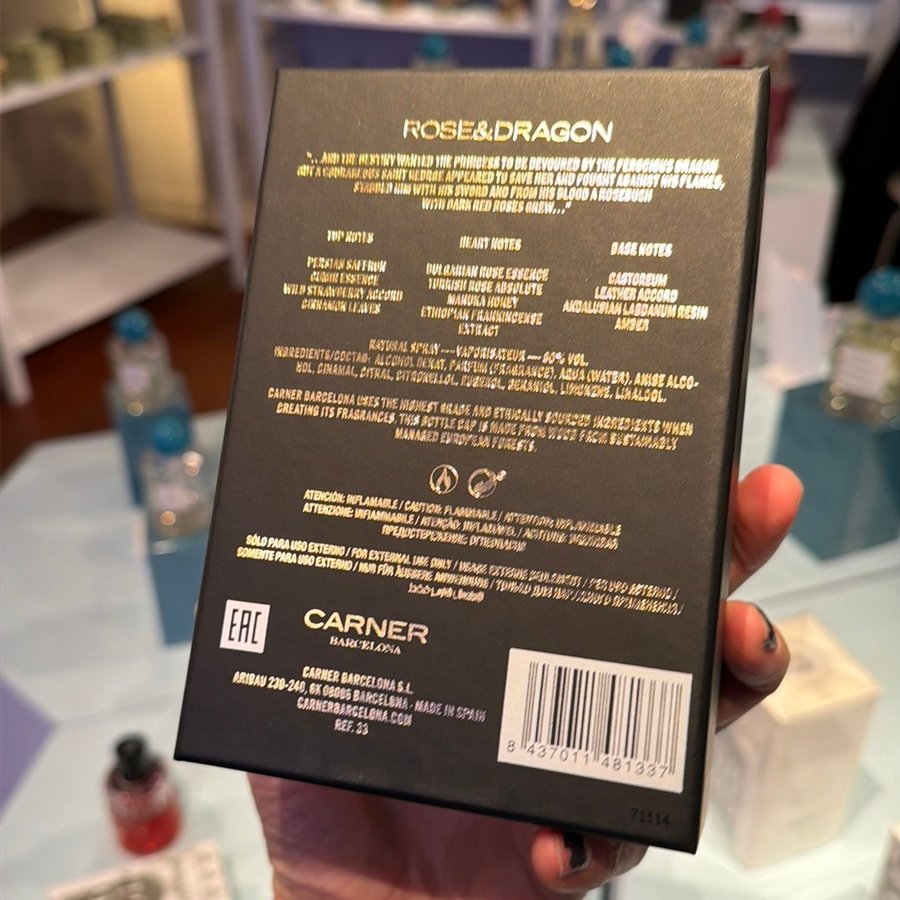 ROSE&DRAGON
"...AND THE DESTINY WANTED THE PRINCESS TO BE DEVOURED BY THE FEROCIOUS DRAGON
BUT A COURAGEOUS SAINT GEORGE APPEARED TO SAVE HER AND FOUGHT AGAINST HIS FLAMES,
STABBED HIM WITH HIS SWORD AND FROM HIS BLOOD A ROSEBUSH
WITH DARK RED ROSES GREW..."
TOP NOTES
PERSIAN SAFFRON
CUMIN ESSENCE
WILD STRAWBERRY ACCORD
CINNAMON LEAVES
HEART NOTES
BULGARIAN ROSE ESSENCE
TURKISH ROSE ABSOLUTE
MANUKA HONEY
ETHIOPIAN FRANKINCENSE
EXTRACT
BASE NOTES
CASTOREUM
LEATHER ACCORD
ANDALUSIAN LABDANUM RESIN
AMBER
NATURAL SPRAY — VAPORISATEUR — 80% VOL.
INGREDIENTS/COCTAB: ALCOHOL DENAT, PARFUM (FRAGRANCE), AQUA (WATER), ANISE ALCO-
HOL, CINAMAL, CITRAL, CITRONELLOL, EUGENOL, GERANIOL, LIMONENE, LINALOOL.
CARNER BARCELONA USES THE HIGHEST GRADE AND ETHICALLY SOURCED INGREDIENTS WHEN
CREATING ITS FRAGRANCES. THIS BOTTLE CAP IS MADE FROM WOOD FROM SUSTAINABLY
MANAGED EUROPEAN FORESTS.
ATENCIÓN: INFLAMABLE / CAUTION: FLAMMABLE / ATTENTION: INFLAMMABLE
ATTENZIONE: INFIAMMABILE / ATENÇÃO: INFLAMÁVEL /
ПРЕДОСТЕРЕЖЕНИЕ: ОГНЕОПАСНО
SÓLO PARA USO EXTERNO / FOR EXTERNAL USE ONLY / USAGE EXTERNE SEULEMENT / PER USO ESTERNO /
SOMENTE PARA USO EXTERNO / NUR FÜR ÄUSSERE ANWENDUNG / ТОЛЬКО ДЛЯ НАРУЖНОГО ПРИМЕНЕНИЯ /
EAC
CARNER
BARCELONA
CARNER BARCELONA S.L.
ARIBAU 230-240, 6K 08006 BARCELONA · MADE IN SPAIN
CARNERBARCELONA.COM
REF. 33
8 437011 481337
71114